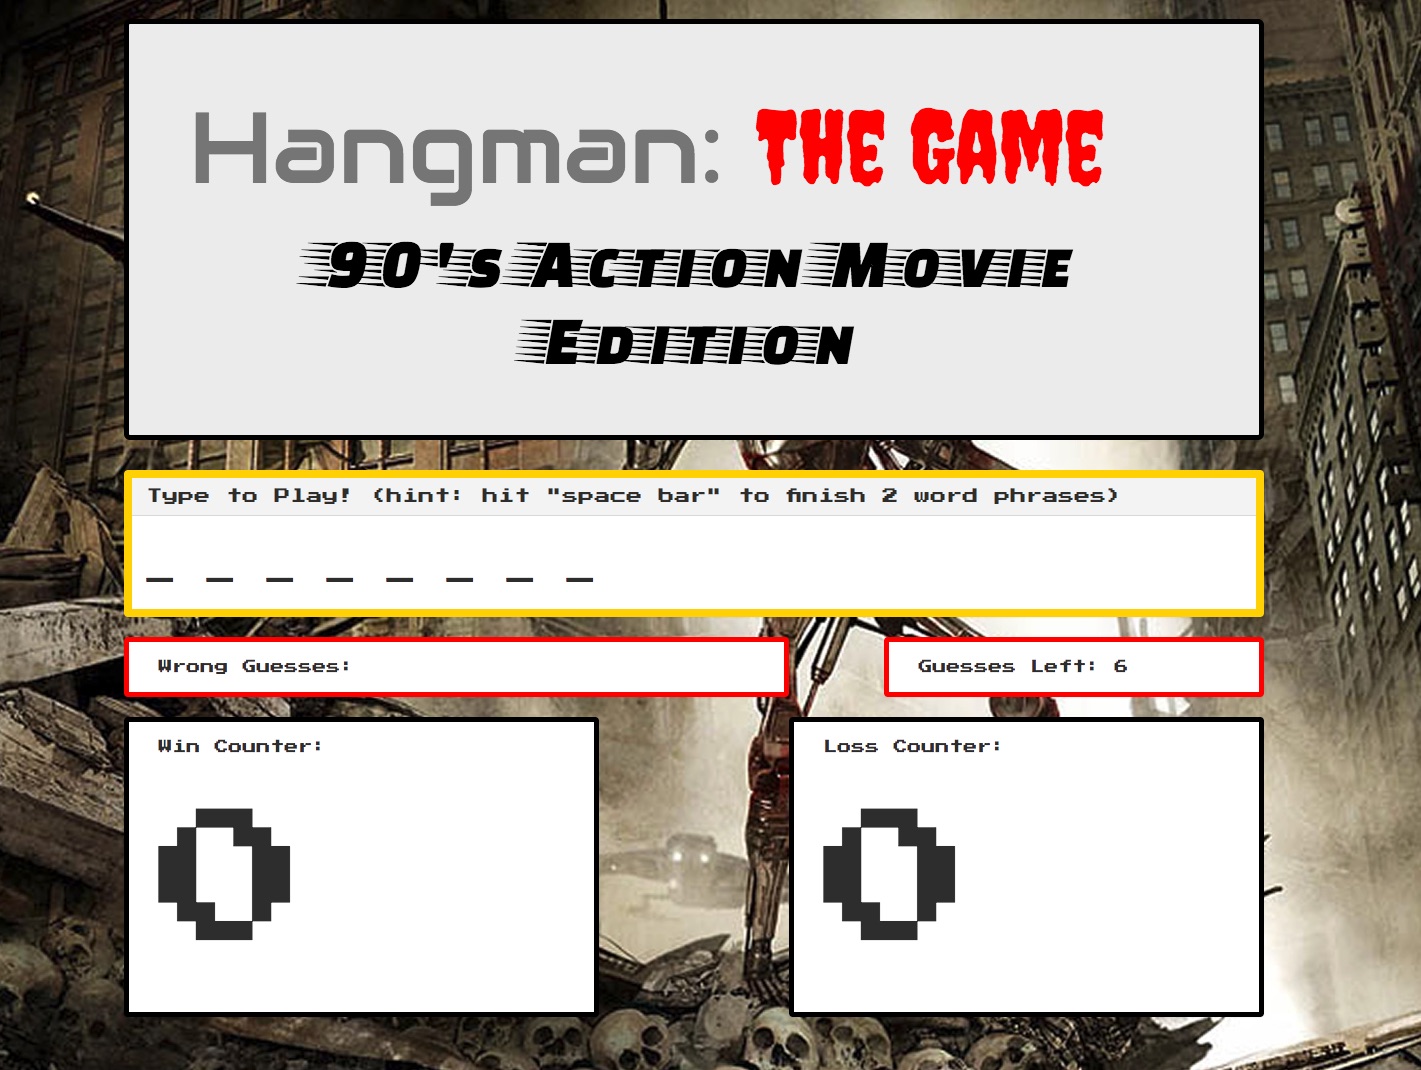 Hangman: THE GAME
90's Action Movie
Edition
Type to Play! (hint: hit "space bar" to finish 2 word phrases)
_ _ _ _ _ _ _ _
Wrong Guesses:
Guesses Left: 6
Win Counter:
Loss Counter:
0
0